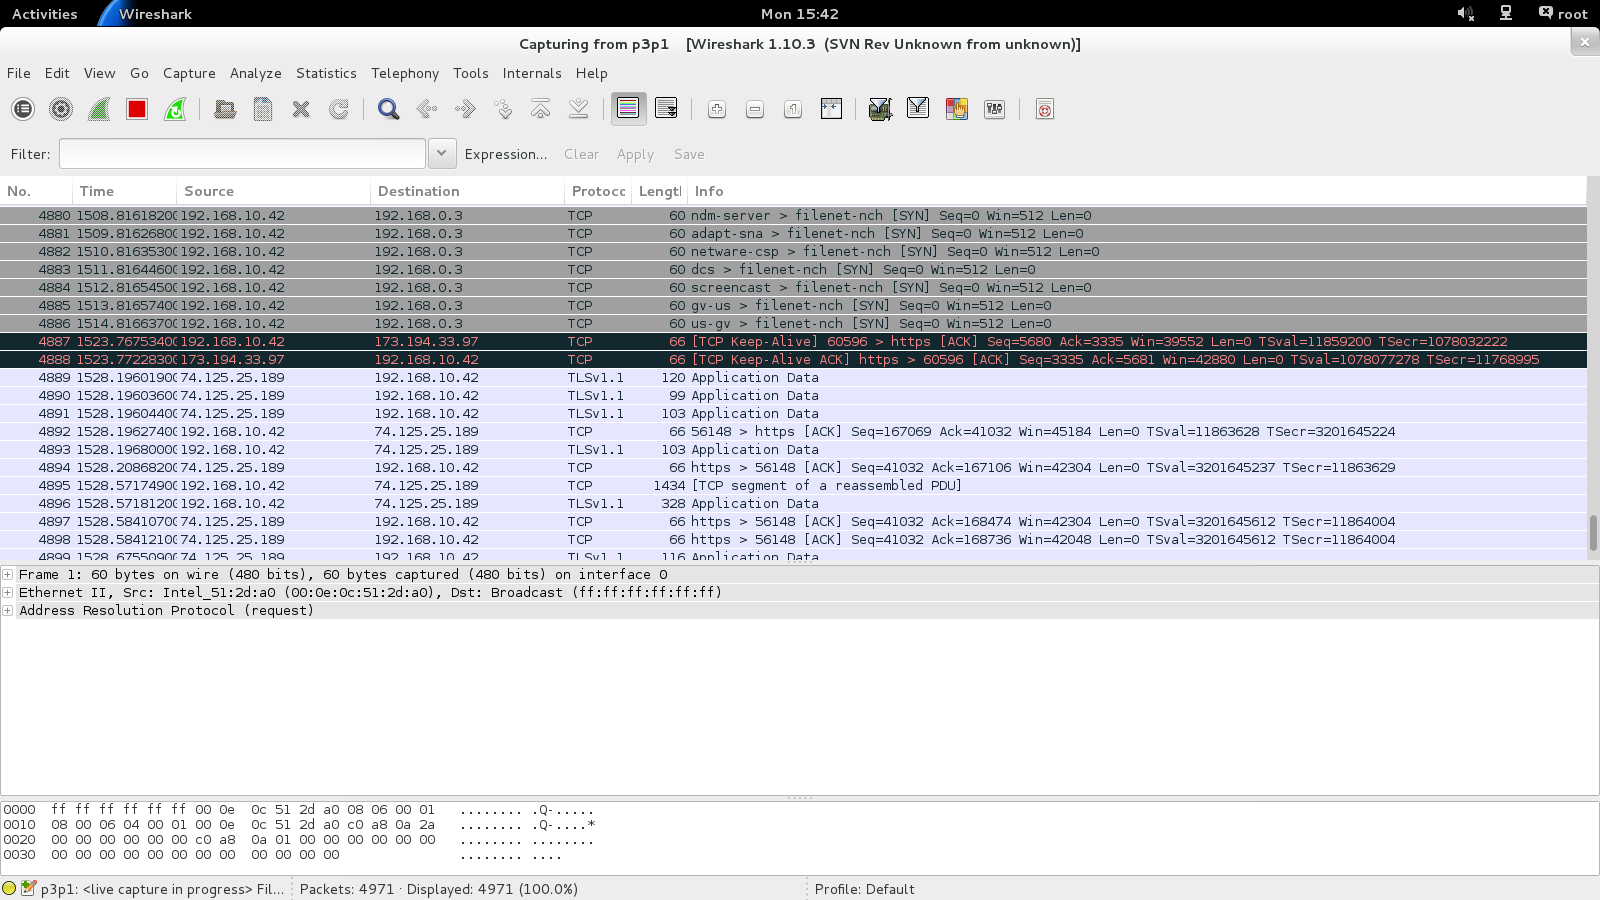 Activities Wireshark Mon 15:42 root
Capturing from p3p1 [Wireshark 1.10.3 (SVN Rev Unknown from unknown)]
File Edit View Go Capture Analyze Statistics Telephony Tools Internals Help
Filter: Expression... Clear Apply Save
No. Time Source Destination Protoco Length Info
4880 1508.81618200 192.168.10.42 192.168.0.3 TCP 60 ndm-server > filenet-nch [SYN] Seq=0 Win=512 Len=0
4881 1509.81626800 192.168.10.42 192.168.0.3 TCP 60 adapt-sna > filenet-nch [SYN] Seq=0 Win=512 Len=0
4882 1510.81635300 192.168.10.42 192.168.0.3 TCP 60 netware-csp > filenet-nch [SYN] Seq=0 Win=512 Len=0
4883 1511.81644600 192.168.10.42 192.168.0.3 TCP 60 dcs > filenet-nch [SYN] Seq=0 Win=512 Len=0
4884 1512.81654500 192.168.10.42 192.168.0.3 TCP 60 screencast > filenet-nch [SYN] Seq=0 Win=512 Len=0
4885 1513.81657400 192.168.10.42 192.168.0.3 TCP 60 gv-us > filenet-nch [SYN] Seq=0 Win=512 Len=0
4886 1514.81663700 192.168.10.42 192.168.0.3 TCP 60 us-gv > filenet-nch [SYN] Seq=0 Win=512 Len=0
4887 1523.76753400 192.168.10.42 173.194.33.97 TCP 66 [TCP Keep-Alive] 60596 > https [ACK] Seq=5680 Ack=3335 Win=39552 Len=0 TSval=11859200 TSecr=1078032222
4888 1523.77228300 173.194.33.97 192.168.10.42 TCP 66 [TCP Keep-Alive ACK] https > 60596 [ACK] Seq=3335 Ack=5681 Win=42880 Len=0 TSval=1078077278 TSecr=11768995
4889 1528.19601900 74.125.25.189 192.168.10.42 TLSv1.1 120 Application Data
4890 1528.19603600 74.125.25.189 192.168.10.42 TLSv1.1 99 Application Data
4891 1528.19604400 74.125.25.189 192.168.10.42 TLSv1.1 103 Application Data
4892 1528.19627400 192.168.10.42 74.125.25.189 TCP 66 56148 > https [ACK] Seq=167069 Ack=41032 Win=45184 Len=0 TSval=11863628 TSecr=3201645224
4893 1528.19680000 192.168.10.42 74.125.25.189 TLSv1.1 103 Application Data
4894 1528.20868200 74.125.25.189 192.168.10.42 TCP 66 https > 56148 [ACK] Seq=41032 Ack=167106 Win=42304 Len=0 TSval=3201645237 TSecr=11863629
4895 1528.57174900 192.168.10.42 74.125.25.189 TCP 1434 [TCP segment of a reassembled PDU]
4896 1528.57181200 192.168.10.42 74.125.25.189 TLSv1.1 328 Application Data
4897 1528.58410700 74.125.25.189 192.168.10.42 TCP 66 https > 56148 [ACK] Seq=41032 Ack=168474 Win=42304 Len=0 TSval=3201645612 TSecr=11864004
4898 1528.58412100 74.125.25.189 192.168.10.42 TCP 66 https > 56148 [ACK] Seq=41032 Ack=168736 Win=42048 Len=0 TSval=3201645612 TSecr=11864004
4899 1528.67550900 74.125.25.189 192.168.10.42 TLSv1.1 116 Application Data
Frame 1: 60 bytes on wire (480 bits), 60 bytes captured (480 bits) on interface 0
Ethernet II, Src: Intel_51:2d:a0 (00:0e:0c:51:2d:a0), Dst: Broadcast (ff:ff:ff:ff:ff:ff)
Address Resolution Protocol (request)
0000 ff ff ff ff ff ff 00 0e 0c 51 2d a0 08 06 00 01 ........ .Q-.....
0010 08 00 06 04 00 01 00 0e 0c 51 2d a0 c0 a8 0a 2a ........ .Q-....*
0020 00 00 00 00 00 00 c0 a8 0a 01 00 00 00 00 00 00 ........ ........
0030 00 00 00 00 00 00 00 00 00 00 00 00 ........ ....
p3p1: <live capture in progress> Fil... Packets: 4971 · Displayed: 4971 (100.0%) Profile: Default